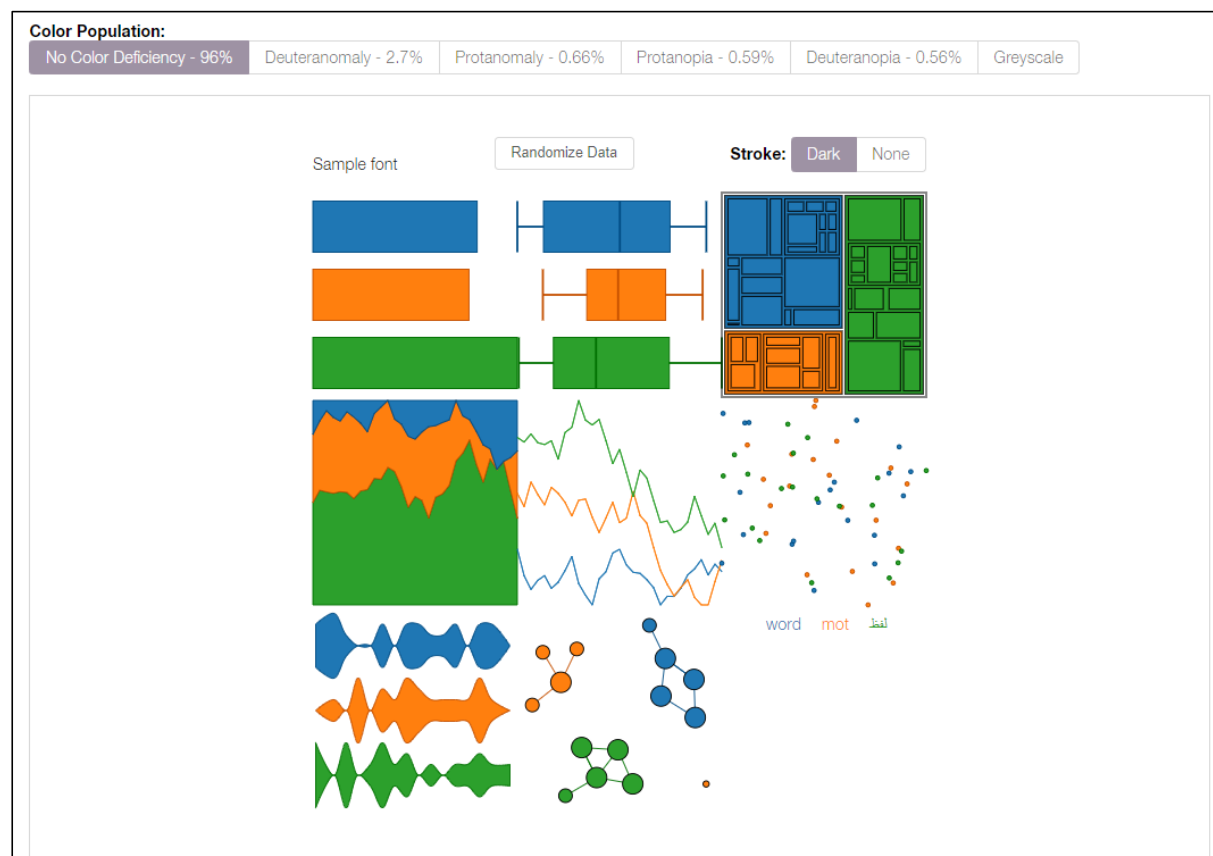 Color Population:
No Color Deficiency - 96% Deuteranomaly - 2.7% Protanomaly - 0.66% Protanopia - 0.59% Deuteranopia - 0.56% Greyscale
Sample font Randomize Data Stroke: Dark None
word mot لفظ